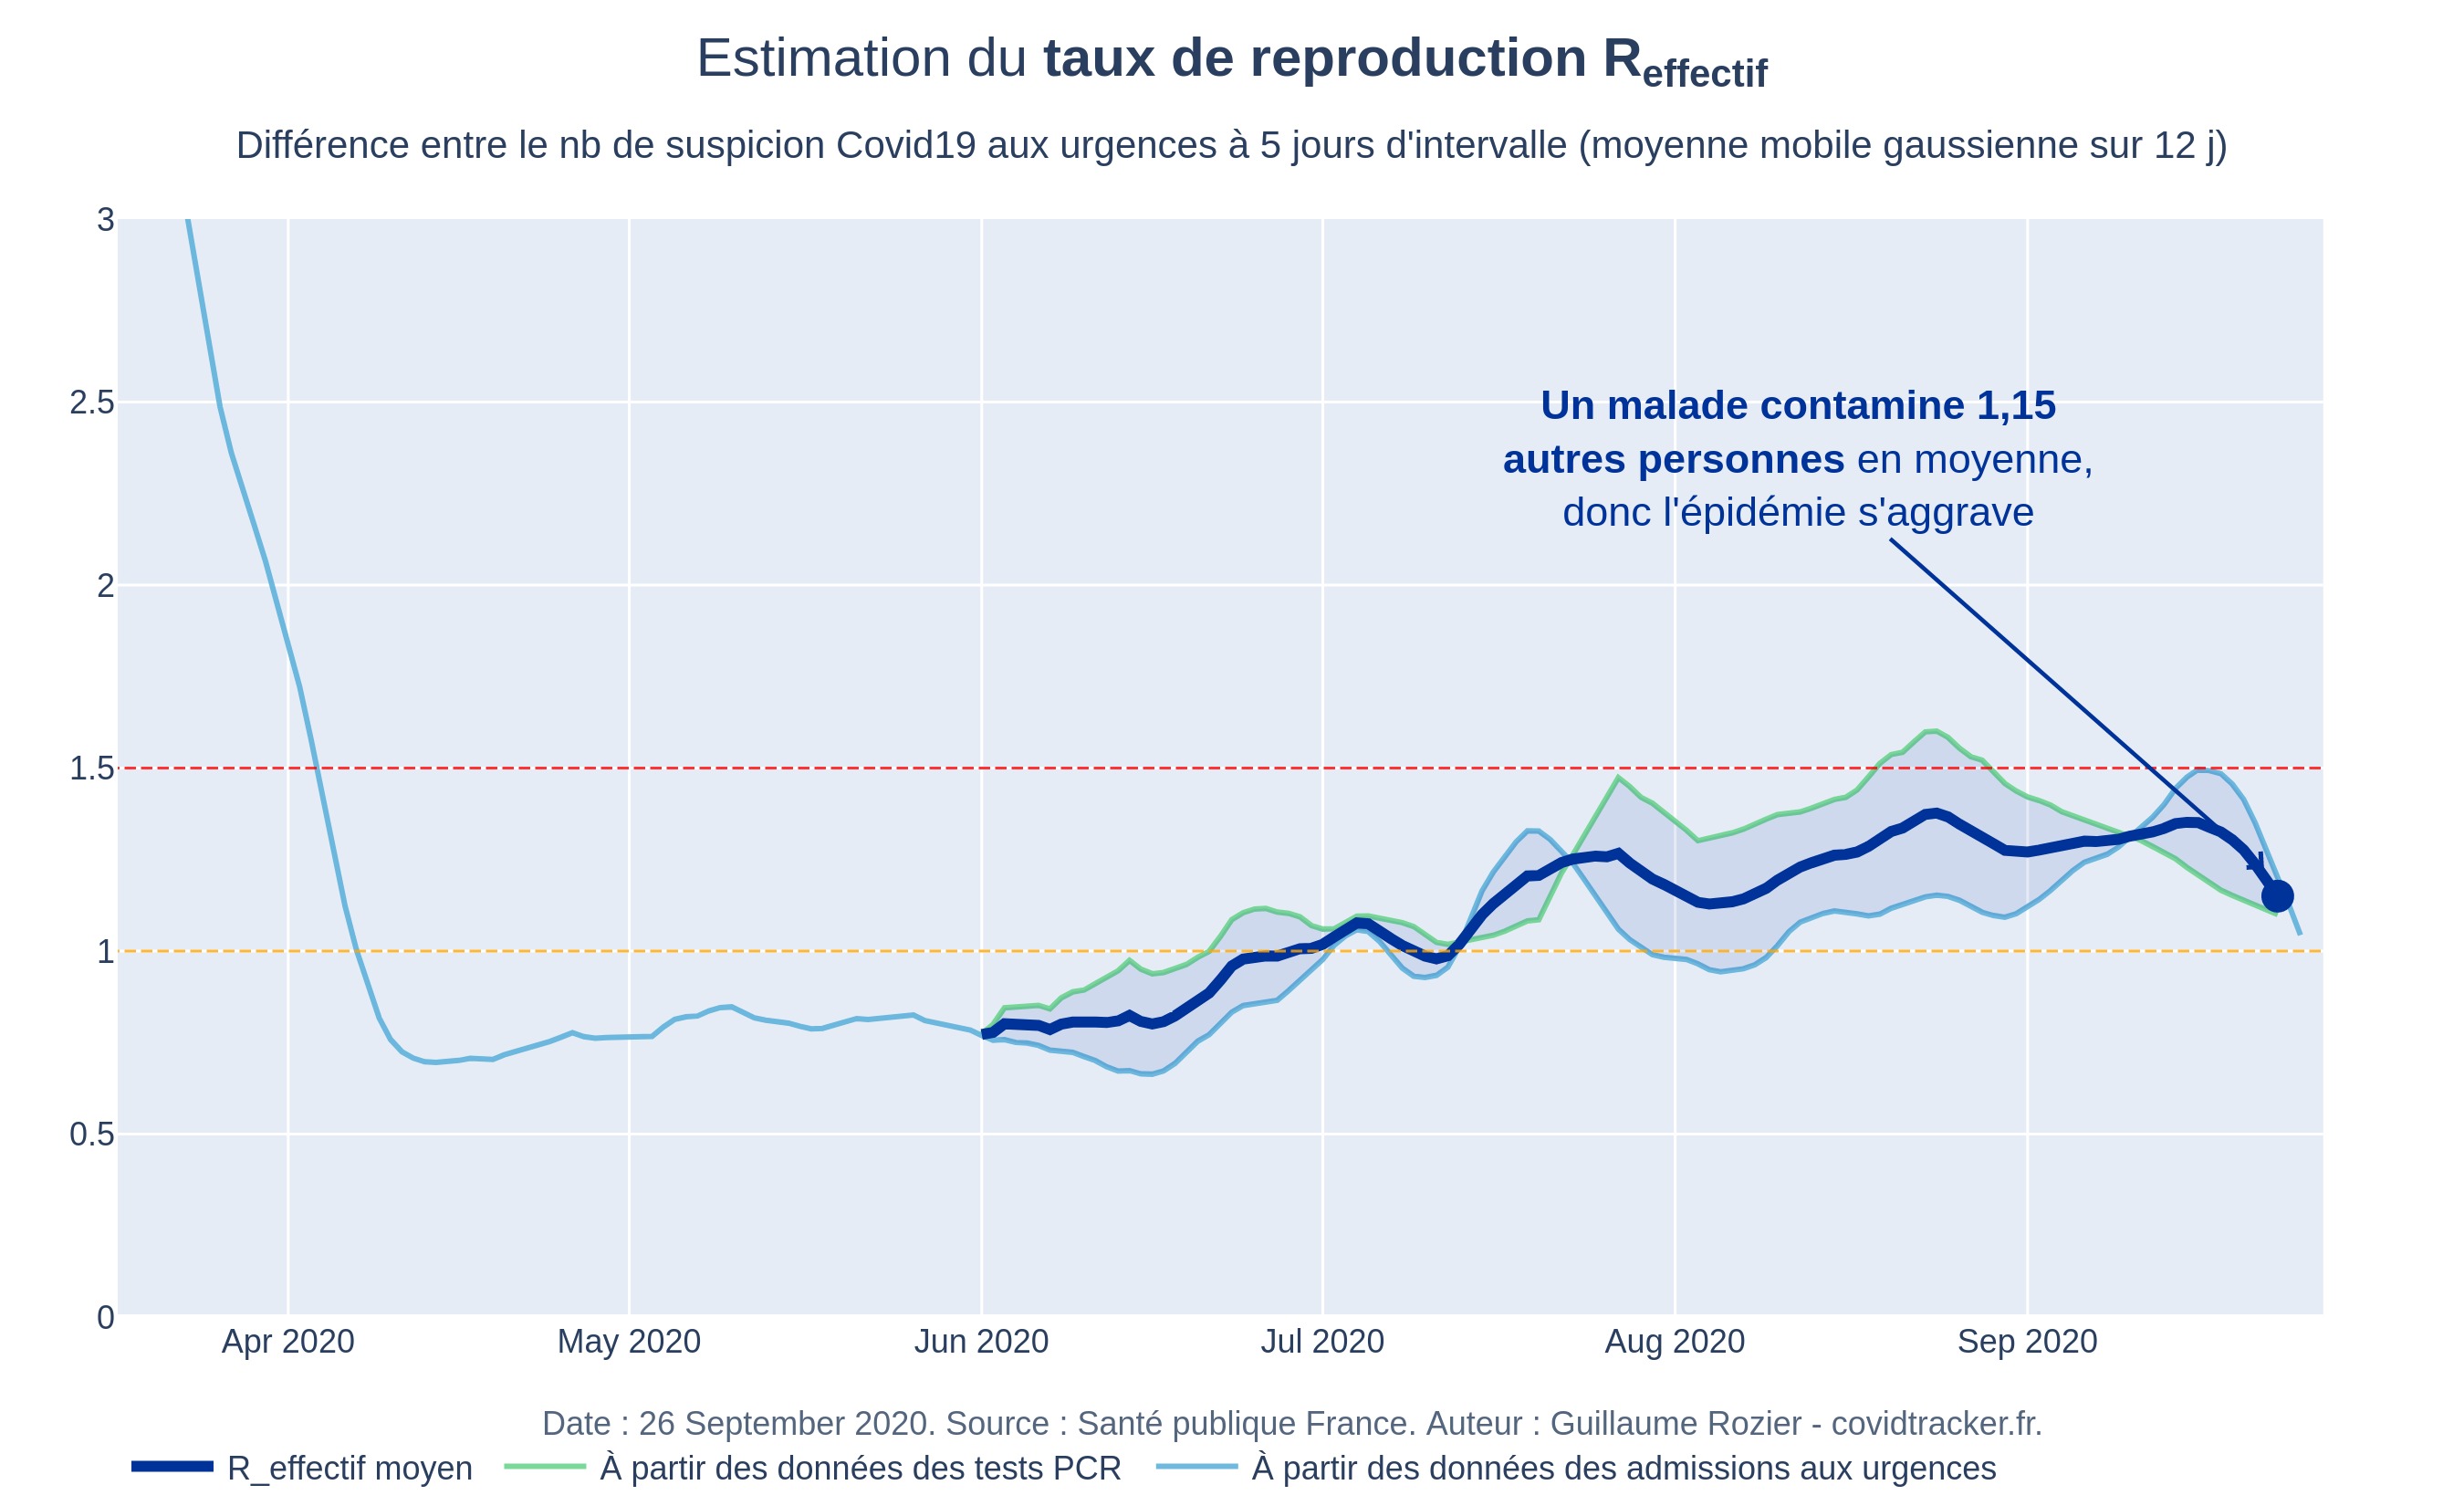 Estimation du taux de reproduction Reffectif
Différence entre le nb de suspicion Covid19 aux urgences à 5 jours d'intervalle (moyenne mobile gaussienne sur 12 j)
3
2.5
2
1.5
1
0.5
0
Un malade contamine 1,15
autres personnes en moyenne,
donc l'épidémie s'aggrave
Apr 2020 May 2020 Jun 2020 Jul 2020 Aug 2020 Sep 2020
Date : 26 September 2020. Source : Santé publique France. Auteur : Guillaume Rozier - covidtracker.fr.
R_effectif moyen À partir des données des tests PCR À partir des données des admissions aux urgences